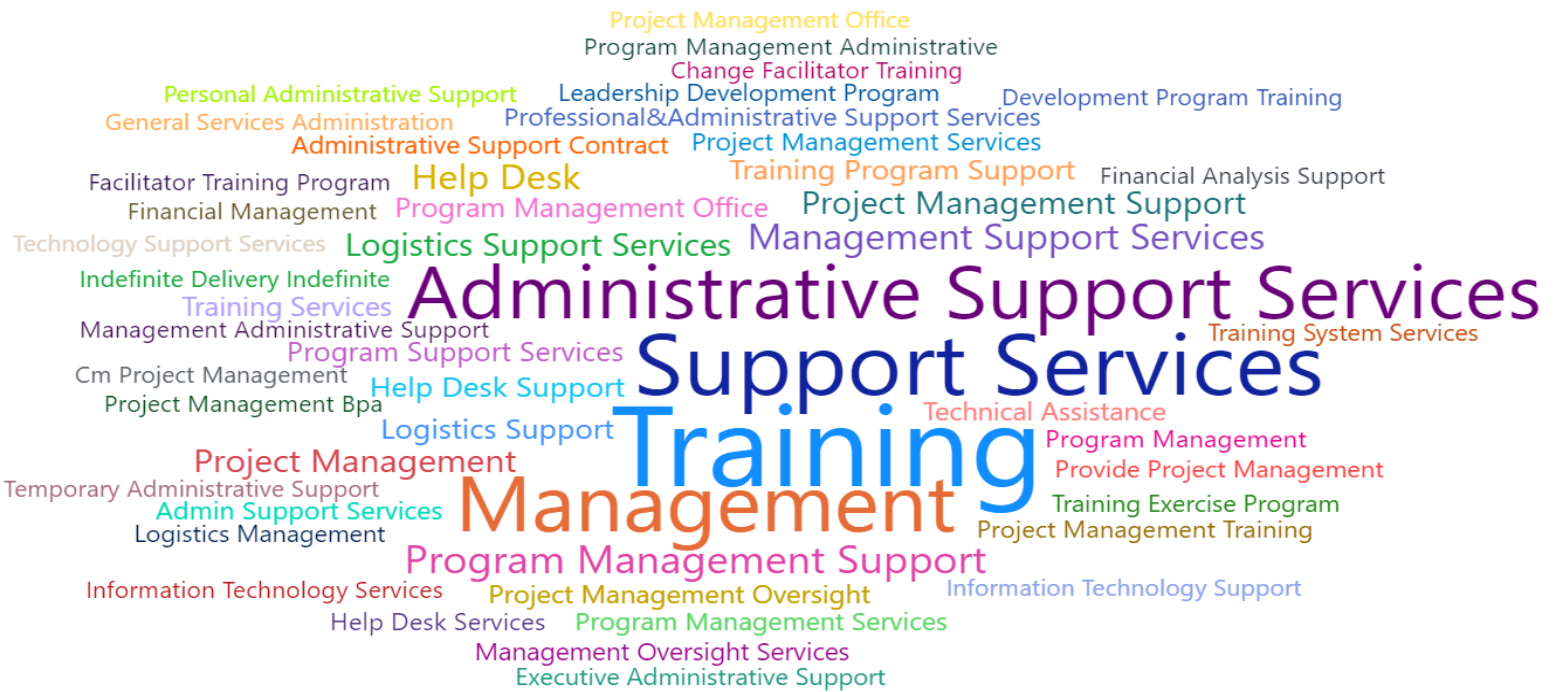 Project Management Office
Program Management Administrative
Change Facilitator Training
Personal Administrative Support
Leadership Development Program
Development Program Training
General Services Administration
Professional&Administrative Support Services
Administrative Support Contract
Project Management Services
Facilitator Training Program
Help Desk
Training Program Support
Financial Analysis Support
Financial Management
Program Management Office
Project Management Support
Technology Support Services
Logistics Support Services
Management Support Services
Indefinite Delivery Indefinite
Administrative Support Services
Training Services
Management Administrative Support
Training System Services
Program Support Services
Support Services
Cm Project Management
Help Desk Support
Project Management Bpa
Training
Technical Assistance
Logistics Support
Program Management
Project Management
Provide Project Management
Temporary Administrative Support
Management
Training Exercise Program
Admin Support Services
Logistics Management
Project Management Training
Program Management Support
Information Technology Services
Project Management Oversight
Information Technology Support
Help Desk Services
Program Management Services
Management Oversight Services
Executive Administrative Support